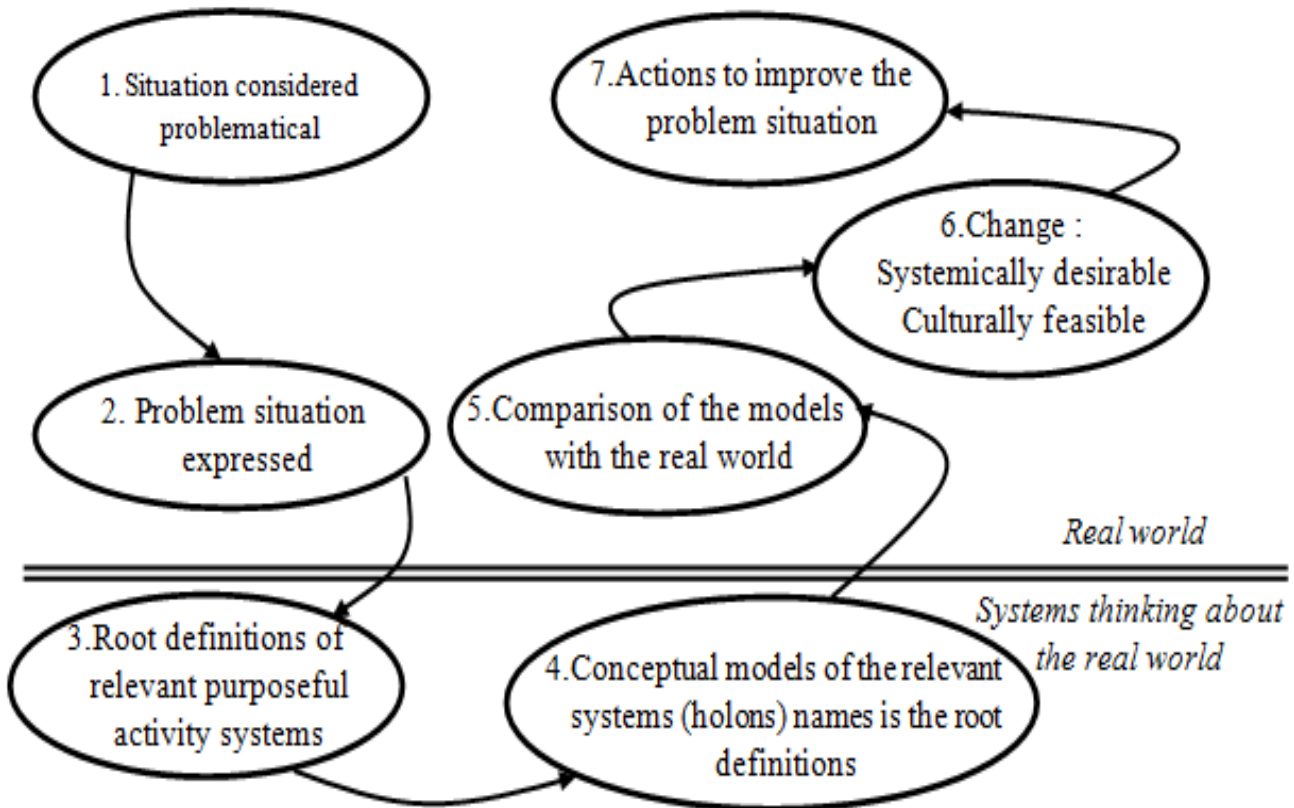 1. Situation considered
problematical
2. Problem situation
expressed
3.Root definitions of
relevant purposeful
activity systems
4.Conceptual models of the relevant
systems (holons) names is the root
definitions
5.Comparison of the models
with the real world
6.Change :
Systemically desirable
Culturally feasible
7.Actions to improve the
problem situation
Real world
Systems thinking about
the real world